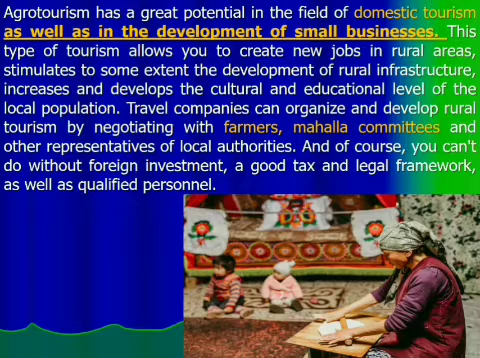 Agrotourism has a great potential in the field of domestic tourism
as well as in the development of small businesses. This
type of tourism allows you to create new jobs in rural areas,
stimulates to some extent the development of rural infrastructure,
increases and develops the cultural and educational level of the
local population. Travel companies can organize and develop rural
tourism by negotiating with farmers, mahalla committees and
other representatives of local authorities. And of course, you can't
do without foreign investment, a good tax and legal framework,
as well as qualified personnel.